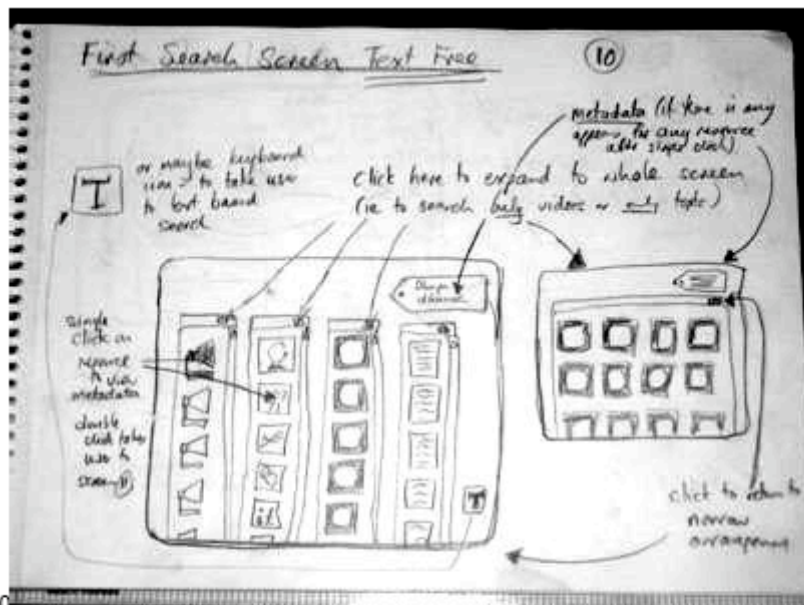 First Search Screen Text Free
10
metadata (if there is any
appears for any resource
after single click)
T
or maybe keyboard
icon - to take user
to text based
search
click here to expand to whole screen
(ie to search only videos or only texts)
single
click on
resource
to view
metadata
double
click takes
user to
screen 11
T
click to return to
narrow
arrangement